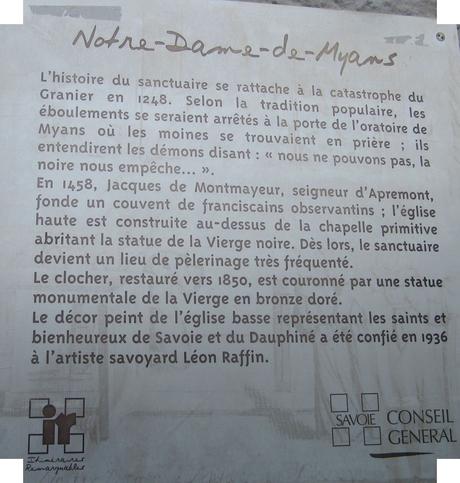 Notre-Dame-de-Myans
L'histoire du sanctuaire se rattache à la catastrophe du
Granier en 1248. Selon la tradition populaire, les
éboulements se seraient arrêtés à la porte de l'oratoire de
Myans où les moines se trouvaient en prière ; ils
entendirent les démons disant : « nous ne pouvons pas, la
noire nous empêche... ».
En 1458, Jacques de Montmayeur, seigneur d'Apremont,
fonde un couvent de franciscains observantins ; l'église
haute est construite au-dessus de la chapelle primitive
abritant la statue de la Vierge noire. Dès lors, le sanctuaire
devient un lieu de pèlerinage très fréquenté.
Le clocher, restauré vers 1850, est couronné par une statue
monumentale de la Vierge en bronze doré.
Le décor peint de l'église basse représentant les saints et
bienheureux de Savoie et du Dauphiné a été confié en 1936
à l'artiste savoyard Léon Raffin.
ir
Itinéraires
Remarquables
SAVOIE
CONSEIL
GENERAL